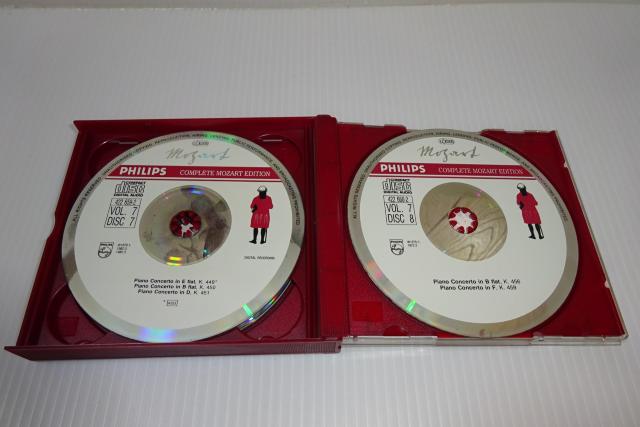 Mozart
PHILIPS COMPLETE MOZART EDITION
COMPACT
disc
DIGITAL AUDIO
VOL. 7
DISC 7
PHILIPS
DIGITAL RECORDING
Piano Concerto in E flat, K. 449*
Piano Concerto in B flat, K. 450
Piano Concerto in D, K. 451
Mozart
PHILIPS COMPLETE MOZART EDITION
COMPACT
disc
DIGITAL AUDIO
VOL. 7
DISC 8
PHILIPS
Piano Concerto in B flat, K. 456
Piano Concerto in F, K. 459